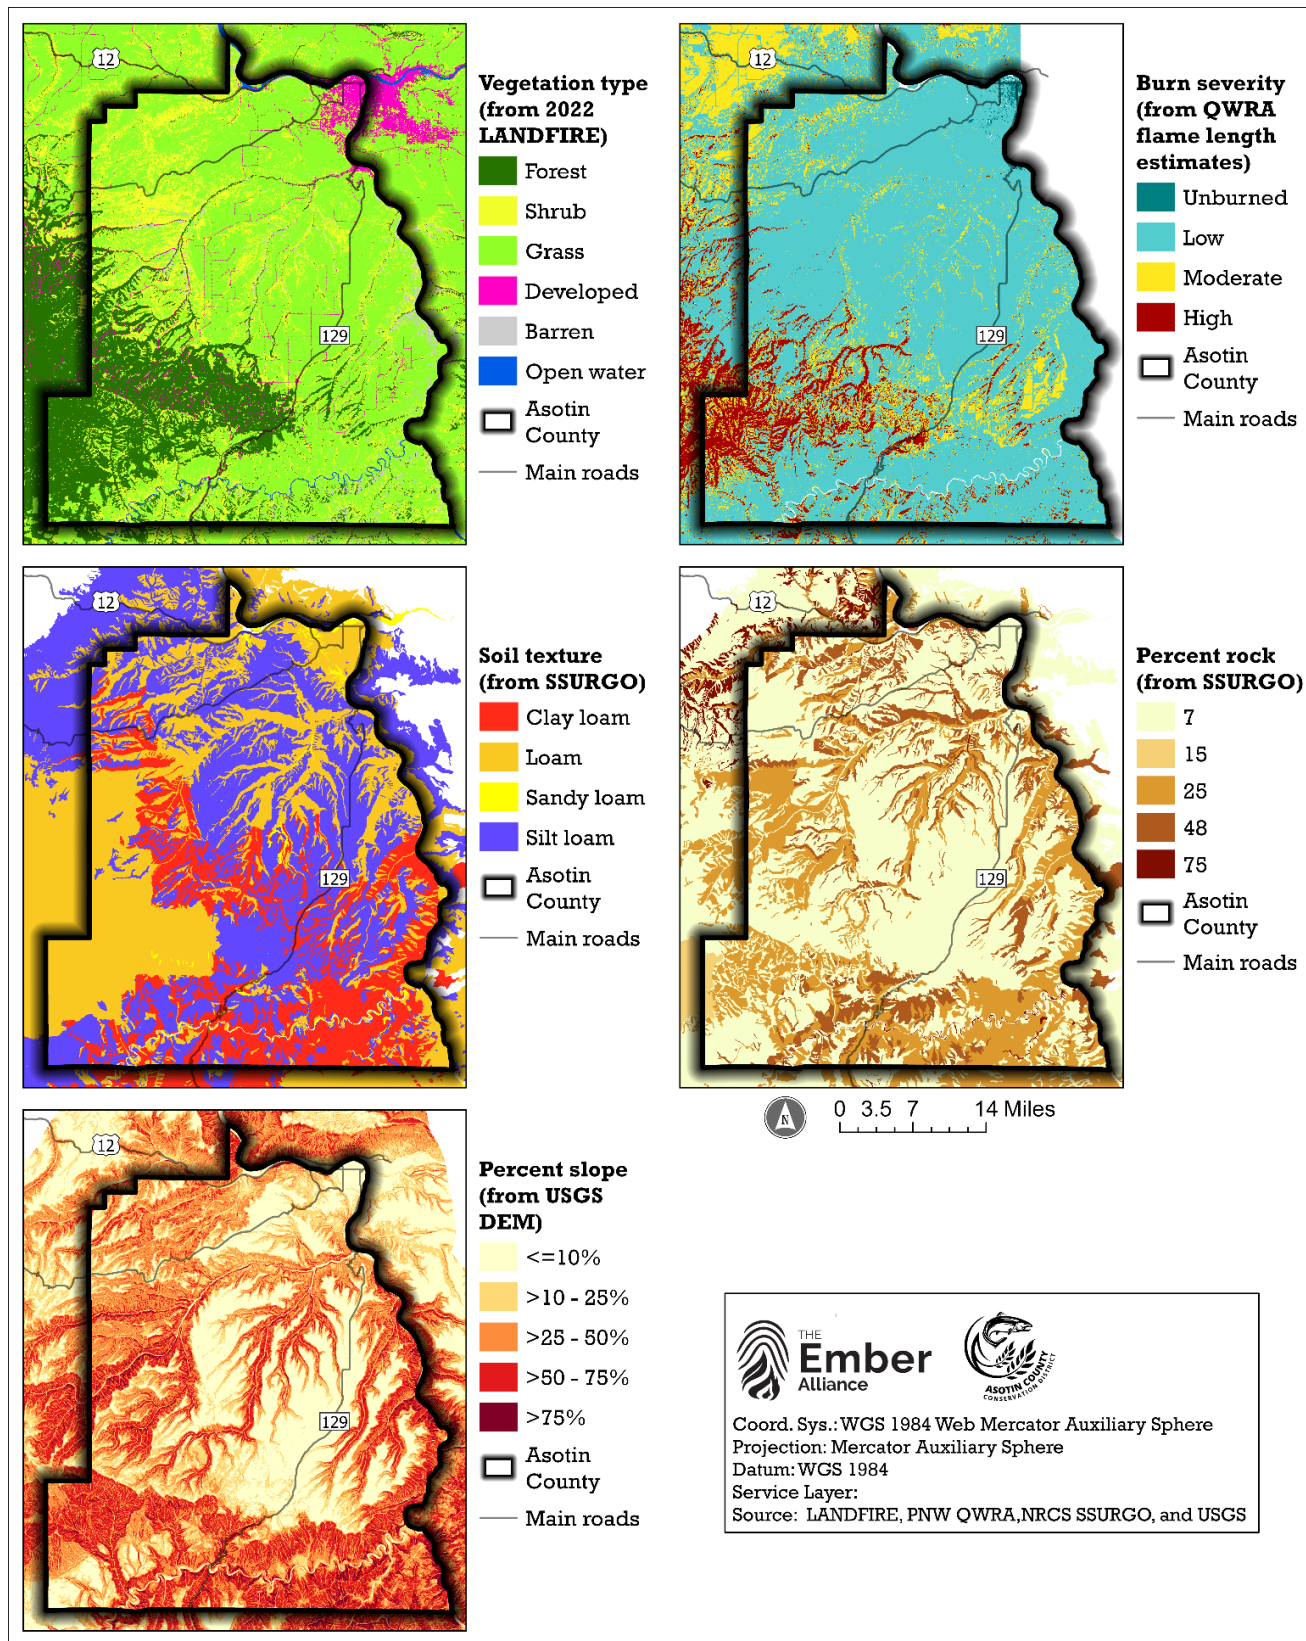 12
129
Vegetation type
(from 2022
LANDFIRE)
Forest
Shrub
Grass
Developed
Barren
Open water
Asotin
County
Main roads
12
129
Burn severity
(from QWRA
flame length
estimates)
Unburned
Low
Moderate
High
Asotin
County
Main roads
12
129
Soil texture
(from SSURGO)
Clay loam
Loam
Sandy loam
Silt loam
Asotin
County
Main roads
12
129
Percent rock
(from SSURGO)
7
15
25
48
75
Asotin
County
Main roads
N
0 3.5 7 14 Miles
12
129
Percent slope
(from USGS
DEM)
<=10%
>10 - 25%
>25 - 50%
>50 - 75%
>75%
Asotin
County
Main roads
THE
Ember
Alliance
ASOTIN COUNTY
CONSERVATION DISTRICT
Coord. Sys.: WGS 1984 Web Mercator Auxiliary Sphere
Projection: Mercator Auxiliary Sphere
Datum: WGS 1984
Service Layer:
Source: LANDFIRE, PNW QWRA,NRCS SSURGO, and USGS